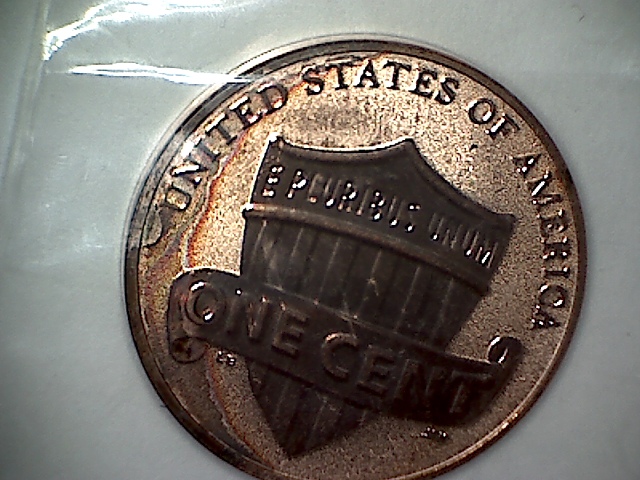 UNITED STATES OF AMERICA
E PLURIBUS UNUM
ONE CENT